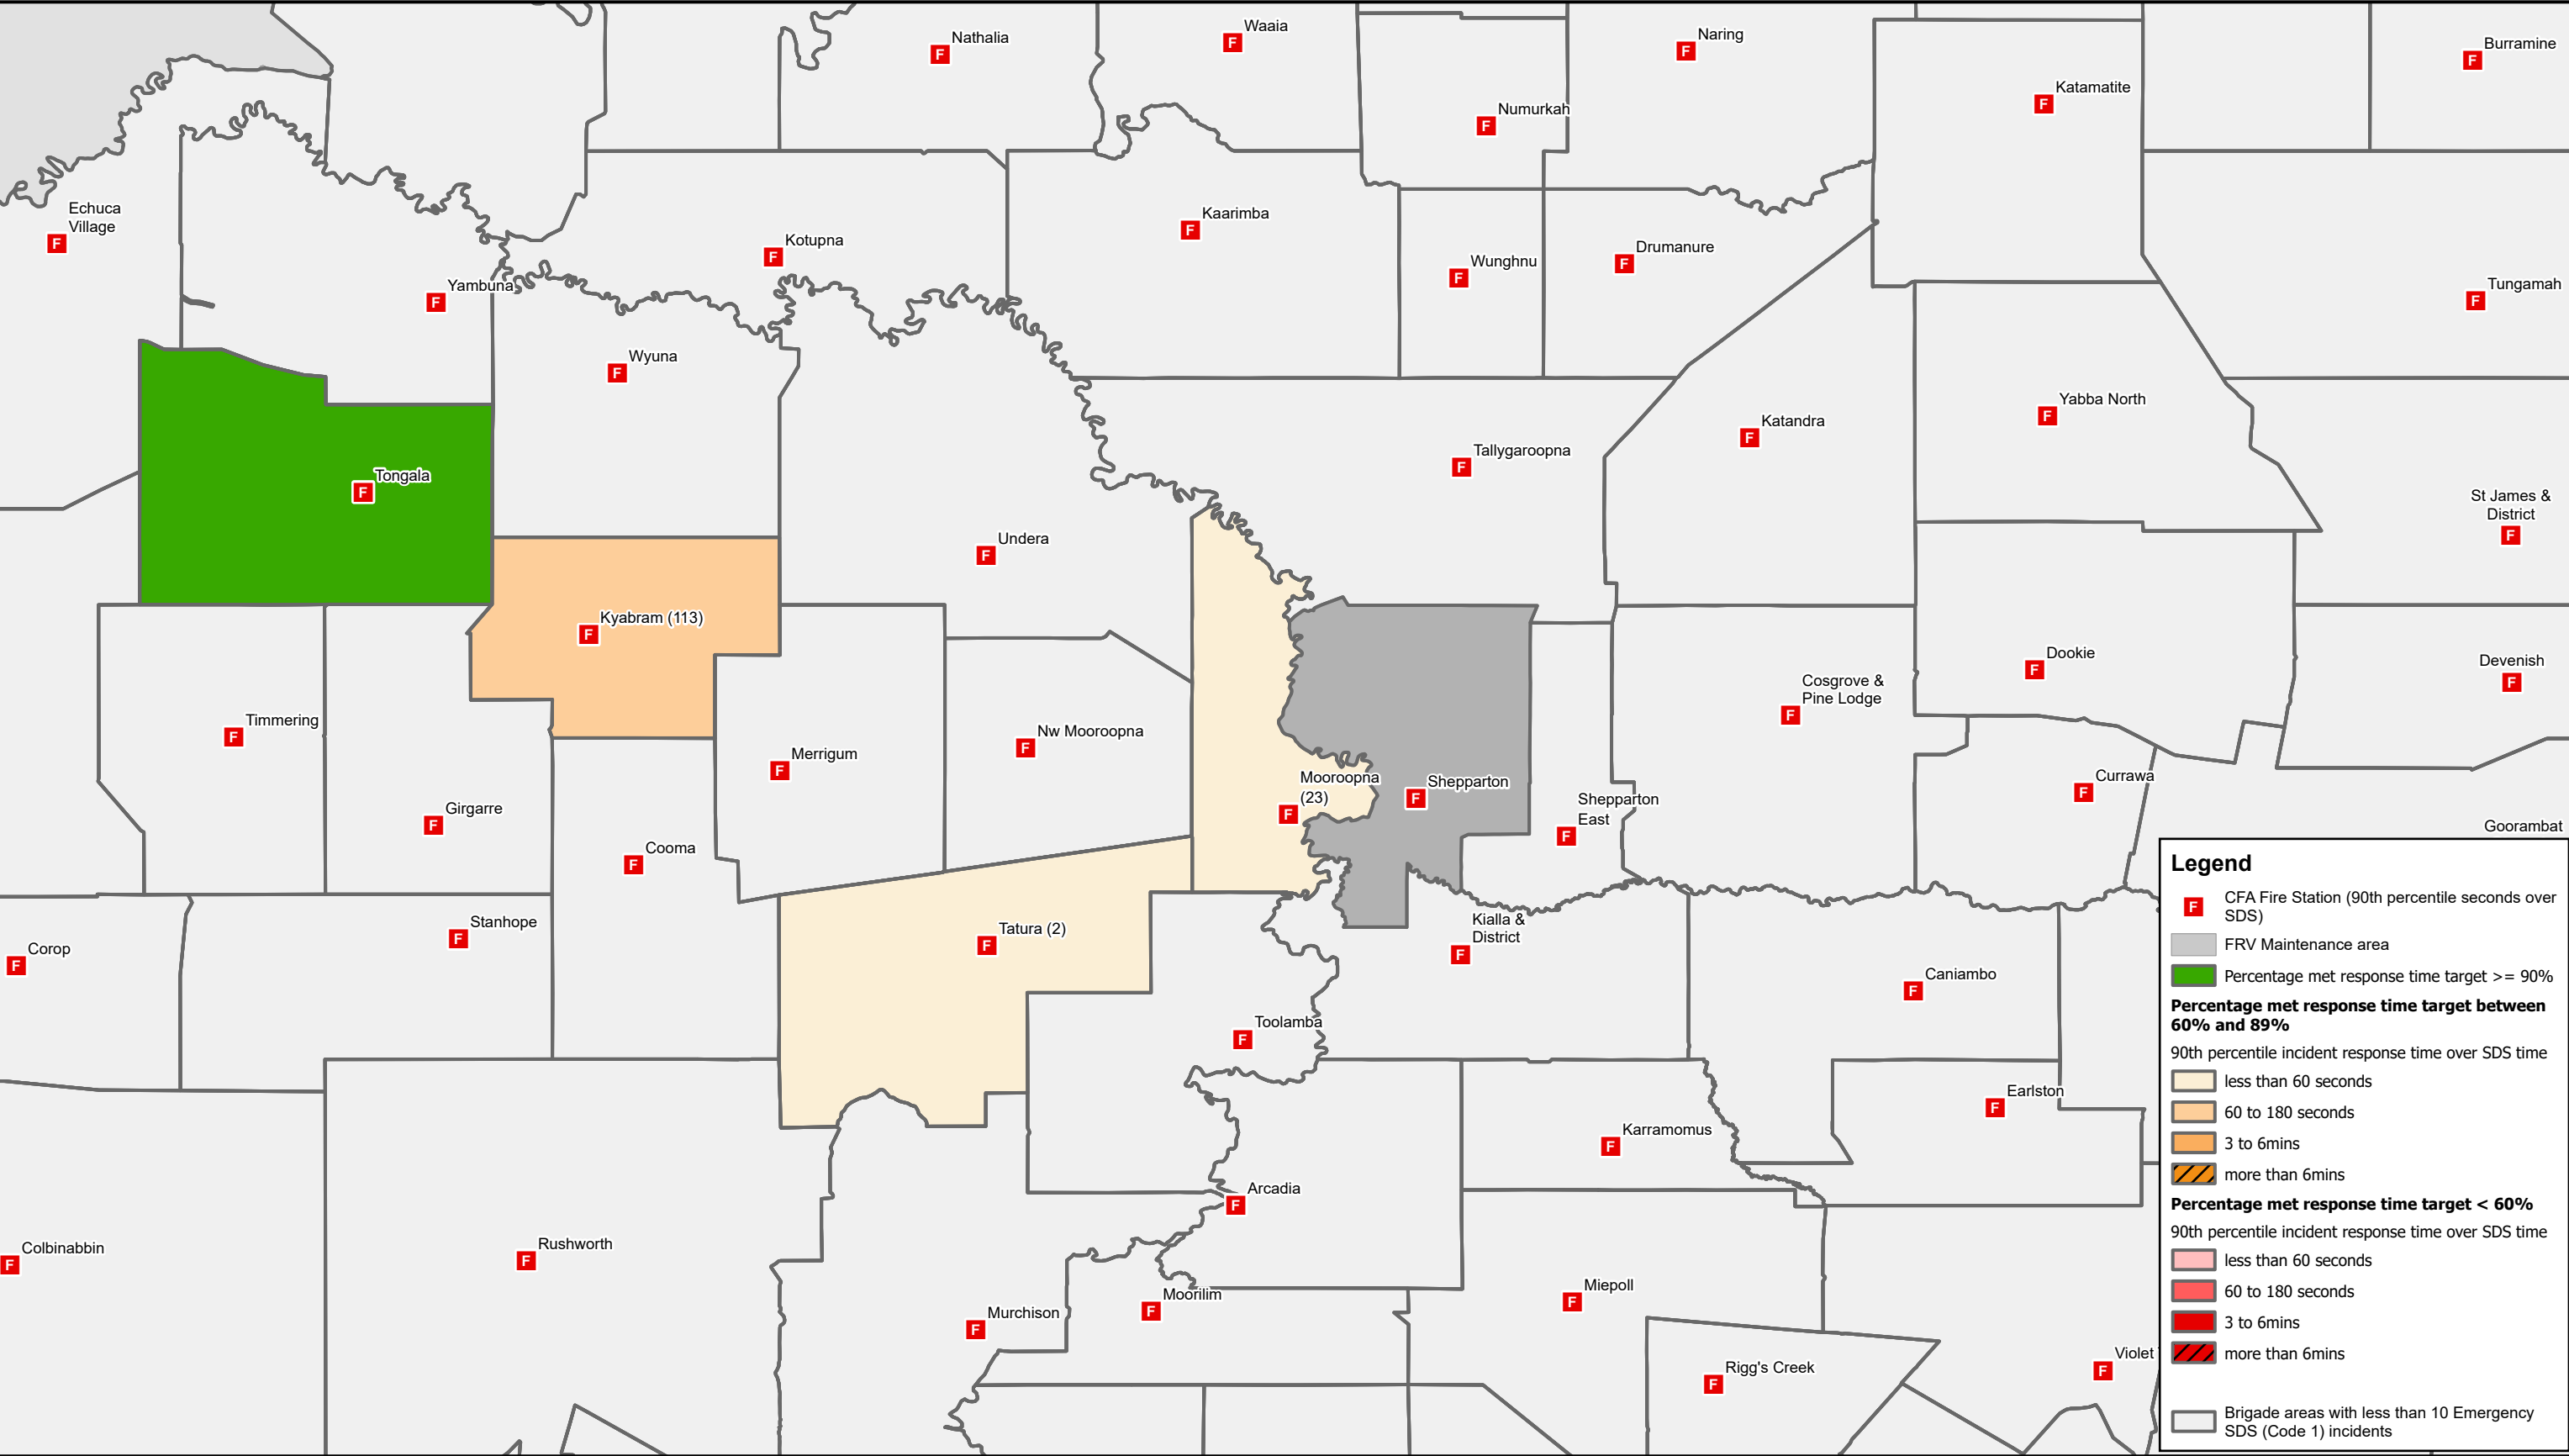 Nathalia
Waaia
Naring
Burramine
Katamatite
Numurkah
Echuca
Village
Kaarimba
Kotupna
Wunghnu
Drumanure
Yambuna
Tungamah
Wyuna
Yabba North
Katandra
Tallygaroopna
Tongala
St James &
District
Undera
Kyabram (113)
Dookie
Devenish
Cosgrove &
Pine Lodge
Timmering
Nw Mooroopna
Merrigum
Mooroopna
(23)
Shepparton
Currawa
Shepparton
East
Girgarre
Goorambat
Cooma
Stanhope
Tatura (2)
Kialla &
District
Corop
Caniambo
Toolamba
Earlston
Karramomus
Arcadia
Colbinabbin
Rushworth
Miepoll
Moorilim
Murchison
Rigg's Creek
Violet
Legend
CFA Fire Station (90th percentile seconds over
SDS)
FRV Maintenance area
Percentage met response time target >= 90%
Percentage met response time target between
60% and 89%
90th percentile incident response time over SDS time
less than 60 seconds
60 to 180 seconds
3 to 6mins
more than 6mins
Percentage met response time target < 60%
90th percentile incident response time over SDS time
less than 60 seconds
60 to 180 seconds
3 to 6mins
more than 6mins
Brigade areas with less than 10 Emergency
SDS (Code 1) incidents